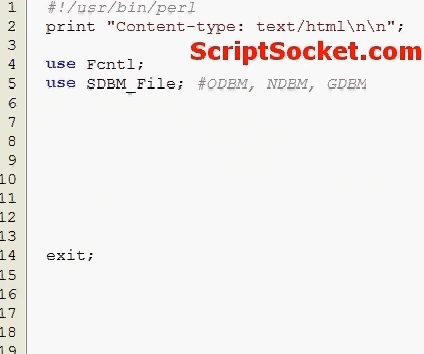 1 #!/usr/bin/perl
2 print "Content-type: text/html\n\n";
3
ScriptSocket.com
4 use Fcntl;
5 use SDBM_File; #ODBM, NDBM, GDBM
6
7
8
9
10
11
12
13
14 exit;
15
16
17
18
19